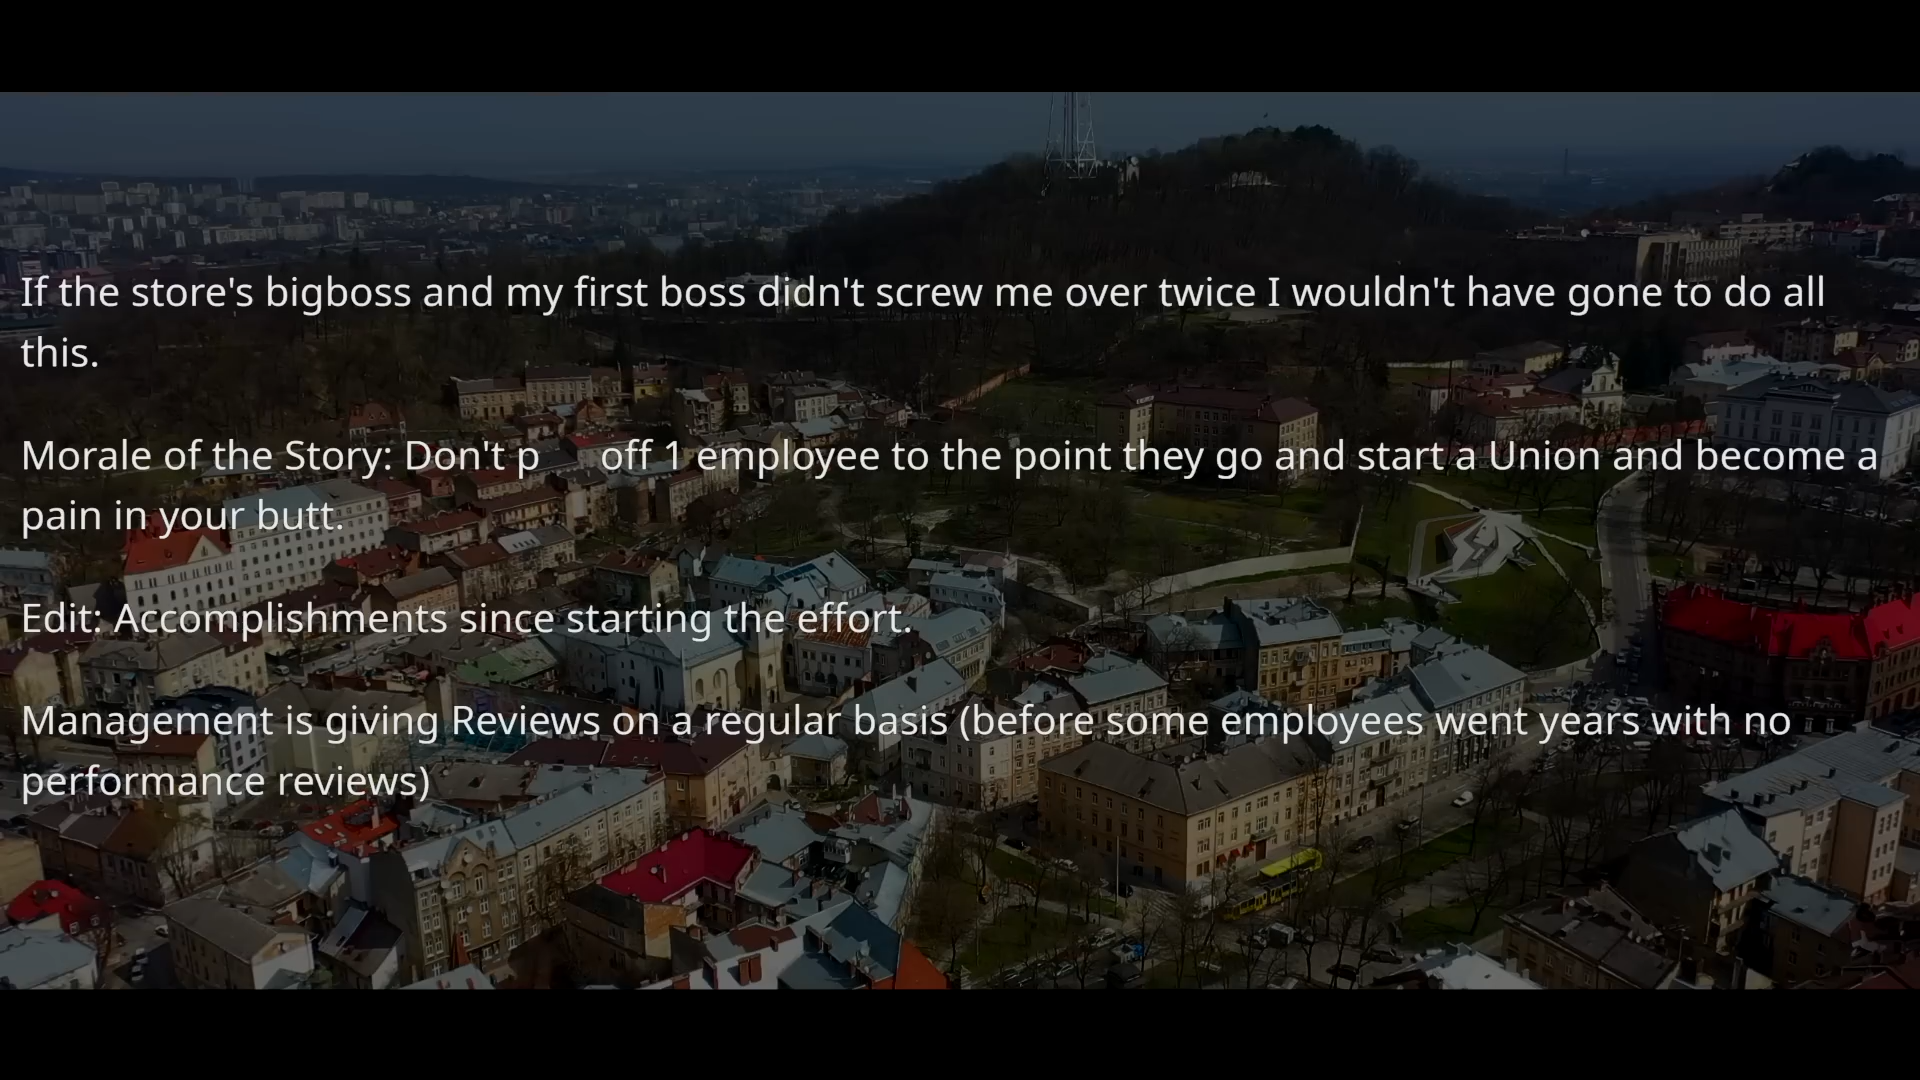 If the store's bigboss and my first boss didn't screw me over twice I wouldn't have gone to do all
this.
Morale of the Story: Don't p off 1 employee to the point they go and start a Union and become a
pain in your butt.
Edit: Accomplishments since starting the effort.
Management is giving Reviews on a regular basis (before some employees went years with no
performance reviews)